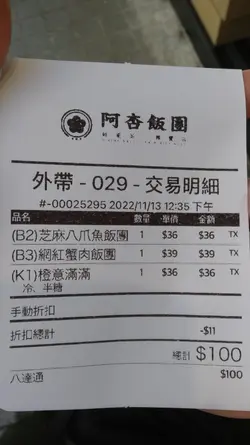 阿杏飯團
外帶 - 029 - 交易明細
#-00025295 2022/11/13 12:35 下午
品名 數量 單價 金額
(B2)芝麻八爪魚飯團 1 $36 $36 TX
(B3)網紅蟹肉飯團 1 $39 $39 TX
(K1)橙意滿滿 1 $36 $36 TX
冷、半糖
手動折扣
折扣總計 -$11
總計 $100
八達通 $100